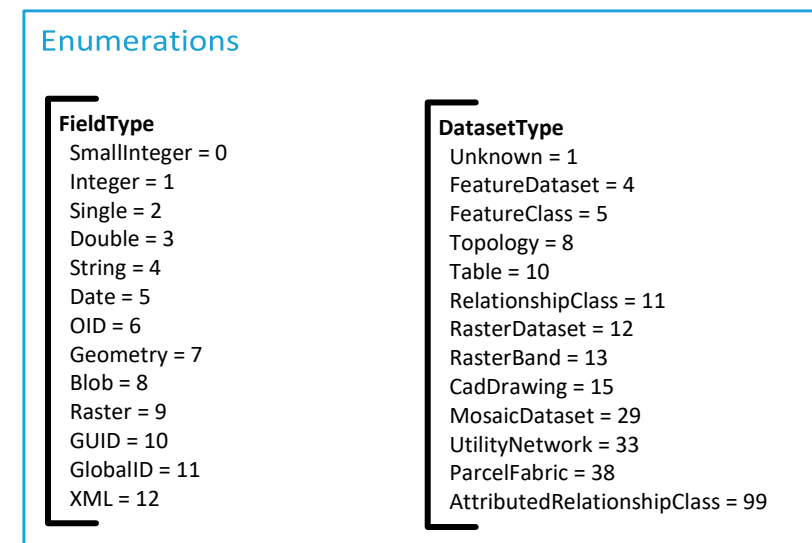 Enumerations
FieldType
SmallInteger = 0
Integer = 1
Single = 2
Double = 3
String = 4
Date = 5
OID = 6
Geometry = 7
Blob = 8
Raster = 9
GUID = 10
GlobalID = 11
XML = 12
DatasetType
Unknown = 1
FeatureDataset = 4
FeatureClass = 5
Topology = 8
Table = 10
RelationshipClass = 11
RasterDataset = 12
RasterBand = 13
CadDrawing = 15
MosaicDataset = 29
UtilityNetwork = 33
ParcelFabric = 38
AttributedRelationshipClass = 99